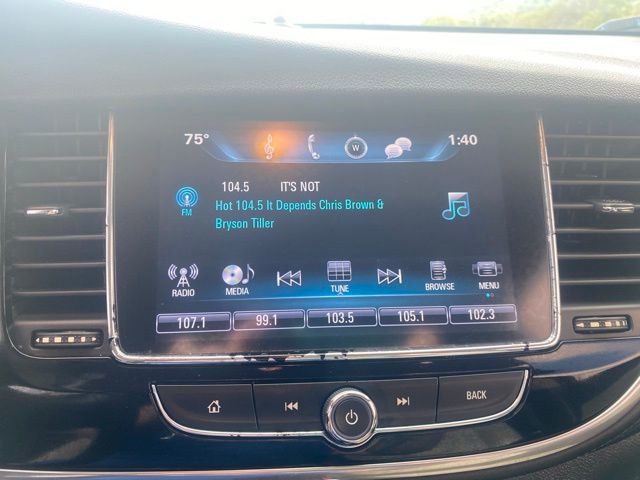 75° W 1:40
104.5 IT'S NOT
FM Hot 104.5 It Depends Chris Brown &
Bryson Tiller
RADIO MEDIA TUNE BROWSE MENU
107.1 99.1 103.5 105.1 102.3
BACK